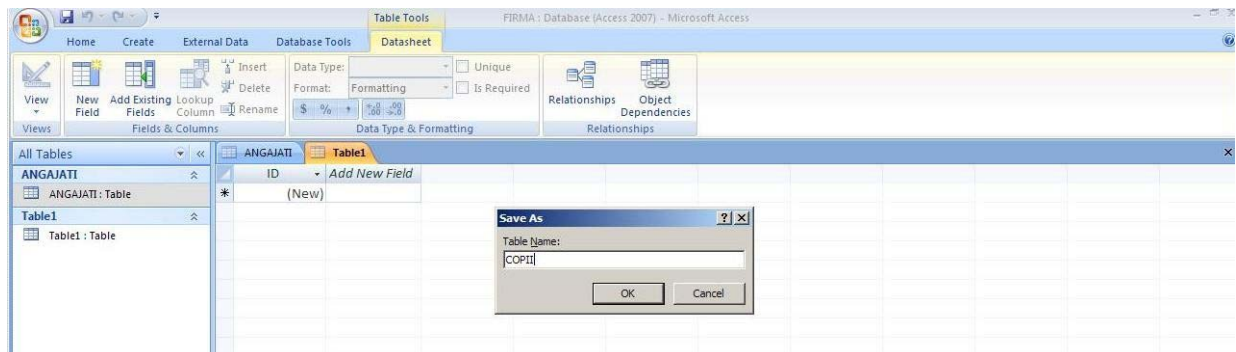 Table Tools FIRMA : Database (Access 2007) - Microsoft Access
Home Create External Data Database Tools Datasheet
View
Views
New Field
Add Existing Fields
Lookup Column
Insert
Delete
Rename
Fields & Columns
Data Type:
Format: Formatting
$ % ,
Unique
Is Required
Data Type & Formatting
Relationships
Object Dependencies
Relationships
All Tables «
ANGAJATI
ANGAJATI : Table
Table1
Table1 : Table
ANGAJATI Table1
ID Add New Field
* (New)
Save As
Table Name:
COPII
OK Cancel